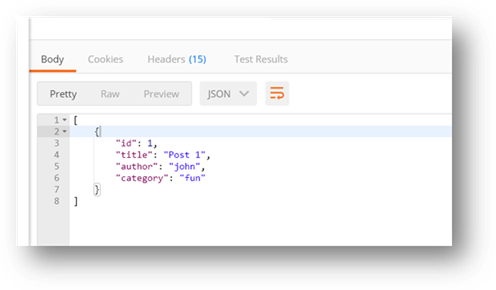 Body Cookies Headers (15) Test Results
Pretty Raw Preview JSON
1 [
2 {
3 "id": 1,
4 "title": "Post 1",
5 "author": "john",
6 "category": "fun"
7 }
8 ]